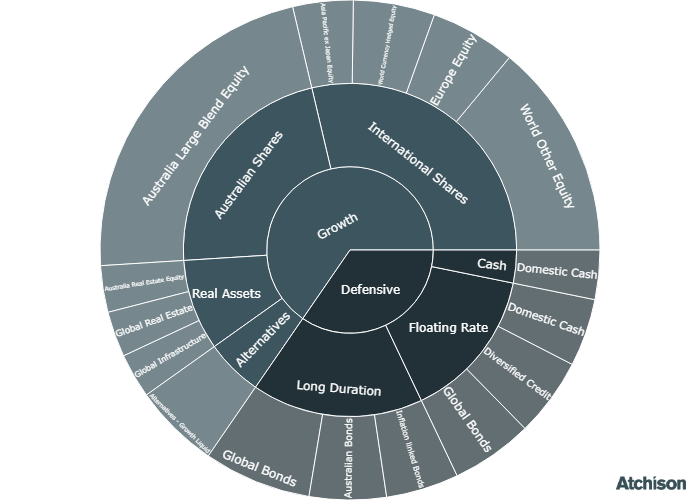 Growth
Defensive
Australian Shares
International Shares
Real Assets
Alternatives
Cash
Floating Rate
Long Duration
Australia Large Blend Equity
Asia Pacific ex Japan Equity
World Currency Hedged Equity
Europe Equity
World Other Equity
Australia Real Estate Equity
Global Real Estate
Global Infrastructure
Alternatives - Growth Liquid
Domestic Cash
Domestic Cash
Diversified Credit
Global Bonds
Inflation linked Bonds
Australian Bonds
Global Bonds
Atchison